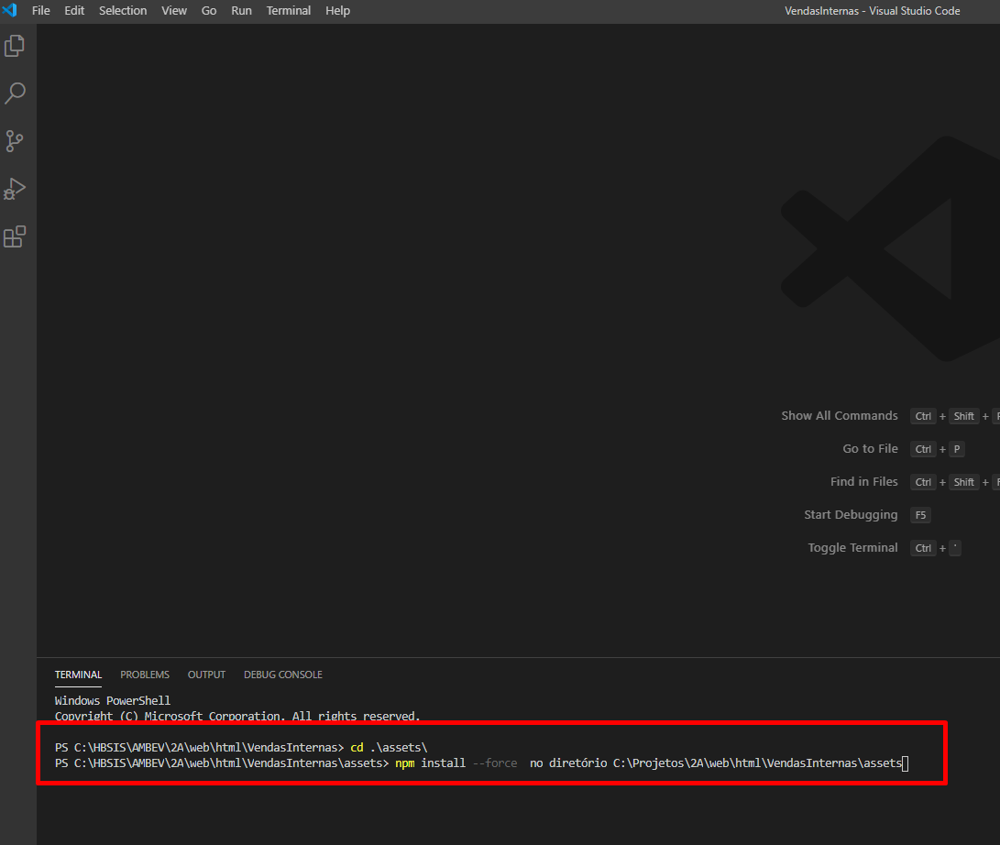 File Edit Selection View Go Run Terminal Help VendasInternas - Visual Studio Code
Show All Commands Ctrl + Shift +
Go to File Ctrl + P
Find in Files Ctrl + Shift +
Start Debugging F5
Toggle Terminal Ctrl + '
TERMINAL PROBLEMS OUTPUT DEBUG CONSOLE
Windows PowerShell
Copyright (C) Microsoft Corporation. All rights reserved.
PS C:\HBSIS\AMBEV\2A\web\html\VendasInternas> cd .\assets\
PS C:\HBSIS\AMBEV\2A\web\html\VendasInternas\assets> npm install --force no diretório C:\Projetos\2A\web\html\VendasInternas\assets